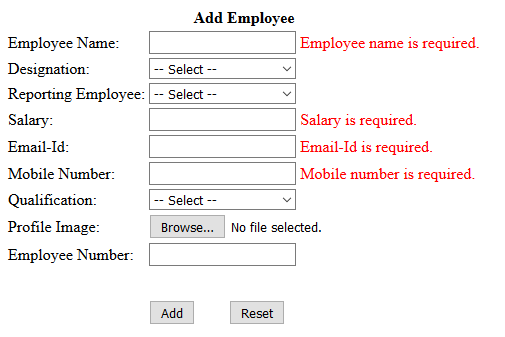 Add Employee
Employee Name: Employee name is required.
Designation: -- Select --
Reporting Employee: -- Select --
Salary: Salary is required.
Email-Id: Email-Id is required.
Mobile Number: Mobile number is required.
Qualification: -- Select --
Profile Image: Browse... No file selected.
Employee Number:
Add Reset